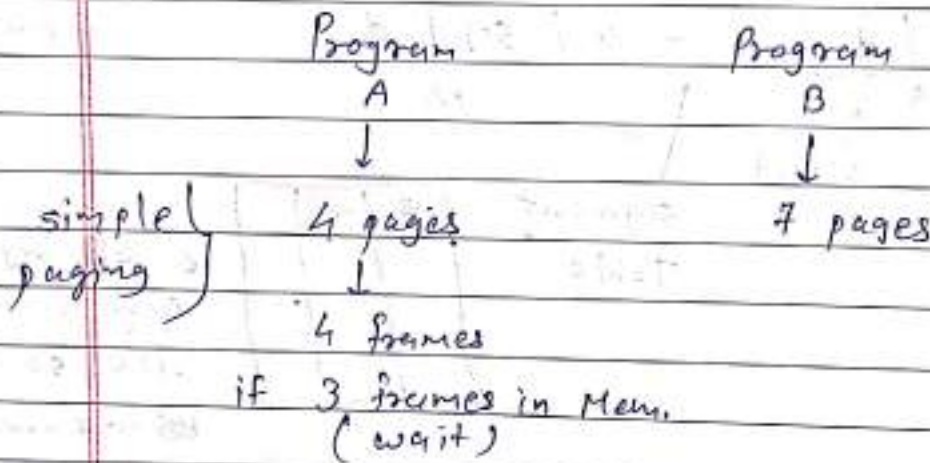 Program Program
A B
↓ ↓
simple paging } 4 pages 7 pages
↓
4 frames
if 3 frames in Mem.
(wait)